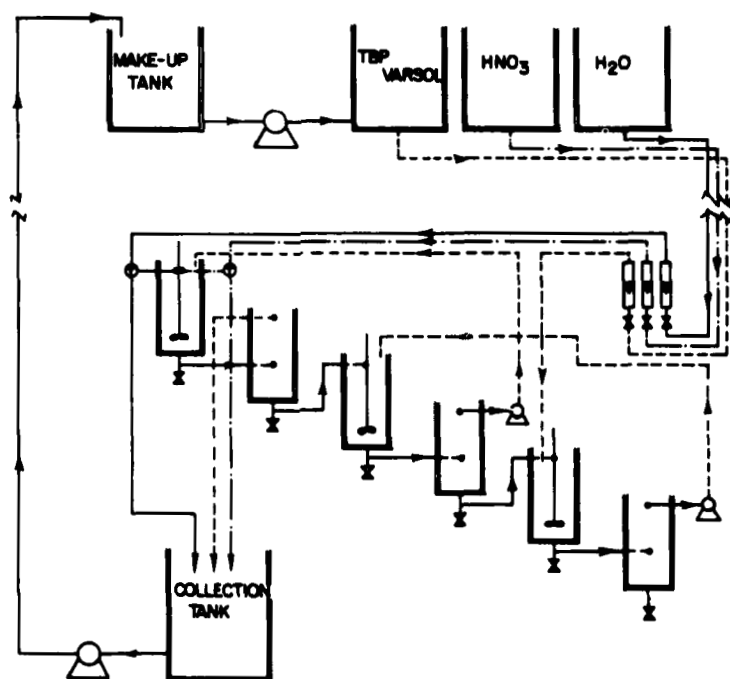 MAKE-UP
TANK
TBP
VARSOL
HNO3
H2O
COLLECTION
TANK